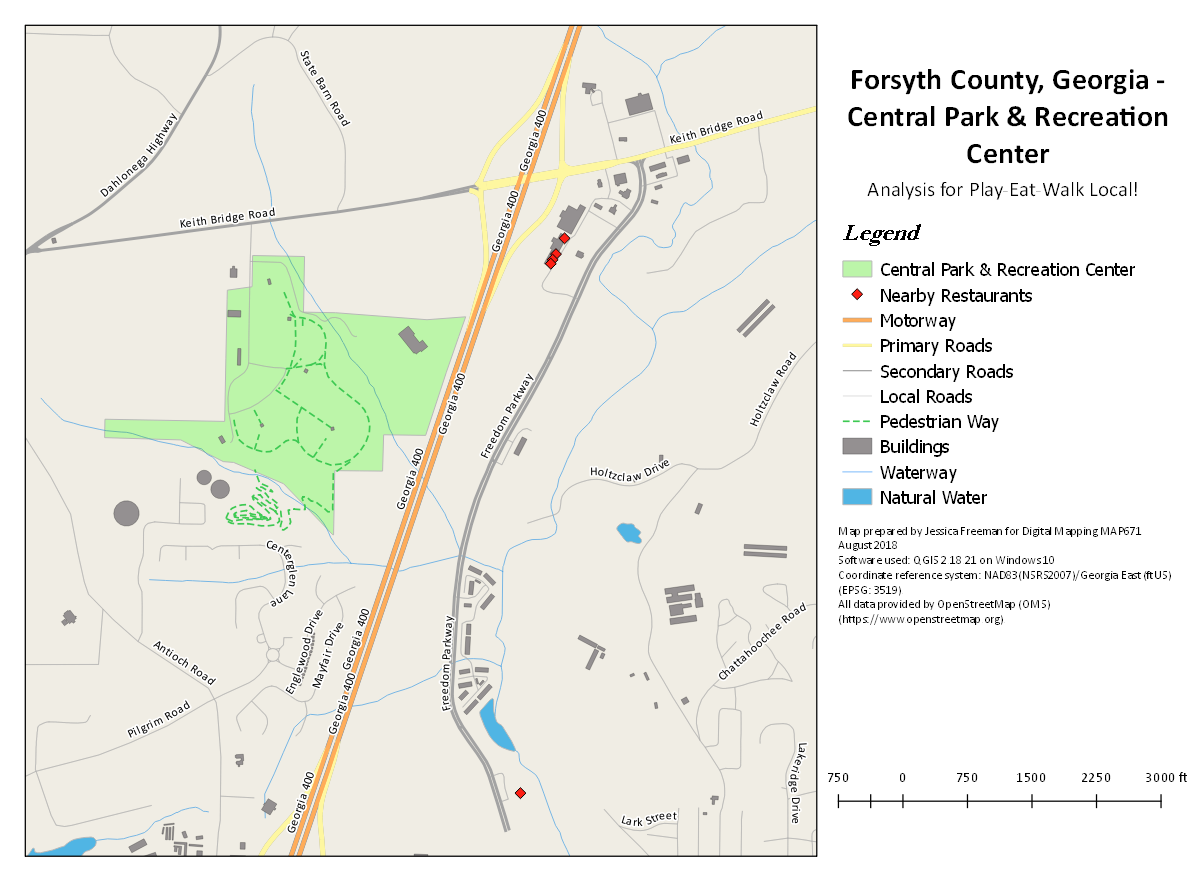 Forsyth County, Georgia -
Central Park & Recreation
Center
Analysis for Play-Eat-Walk Local!
Legend
Central Park & Recreation Center
Nearby Restaurants
Motorway
Primary Roads
Secondary Roads
Local Roads
Pedestrian Way
Buildings
Waterway
Natural Water
Map prepared by Jessica Freeman for Digital Mapping MAP671
August 2018
Software used: QGIS 2 18 21 on Windows 10
Coordinate reference system: NAD83(NSRS2007)/Georgia East (ftUS)
(EPSG: 3519)
All data provided by OpenStreetMap (OMS)
(https://www openstreetmap org)
750 0 750 1500 2250 3000 ft
State Barn Road
Dahlonega Highway
Georgia 400
Keith Bridge Road
Keith Bridge Road
Georgia 400
Georgia 400
Freedom Parkway
Holtzclaw Road
Georgia 400
Holtzclaw Drive
Centerglen Lane
Georgia 400
Englewood Drive
Mayfair Drive
Freedom Parkway
Chattahoochee Road
Antioch Road
Georgia 400
Pilgrim Road
Georgia 400
Lakeridge Drive
Lark Street